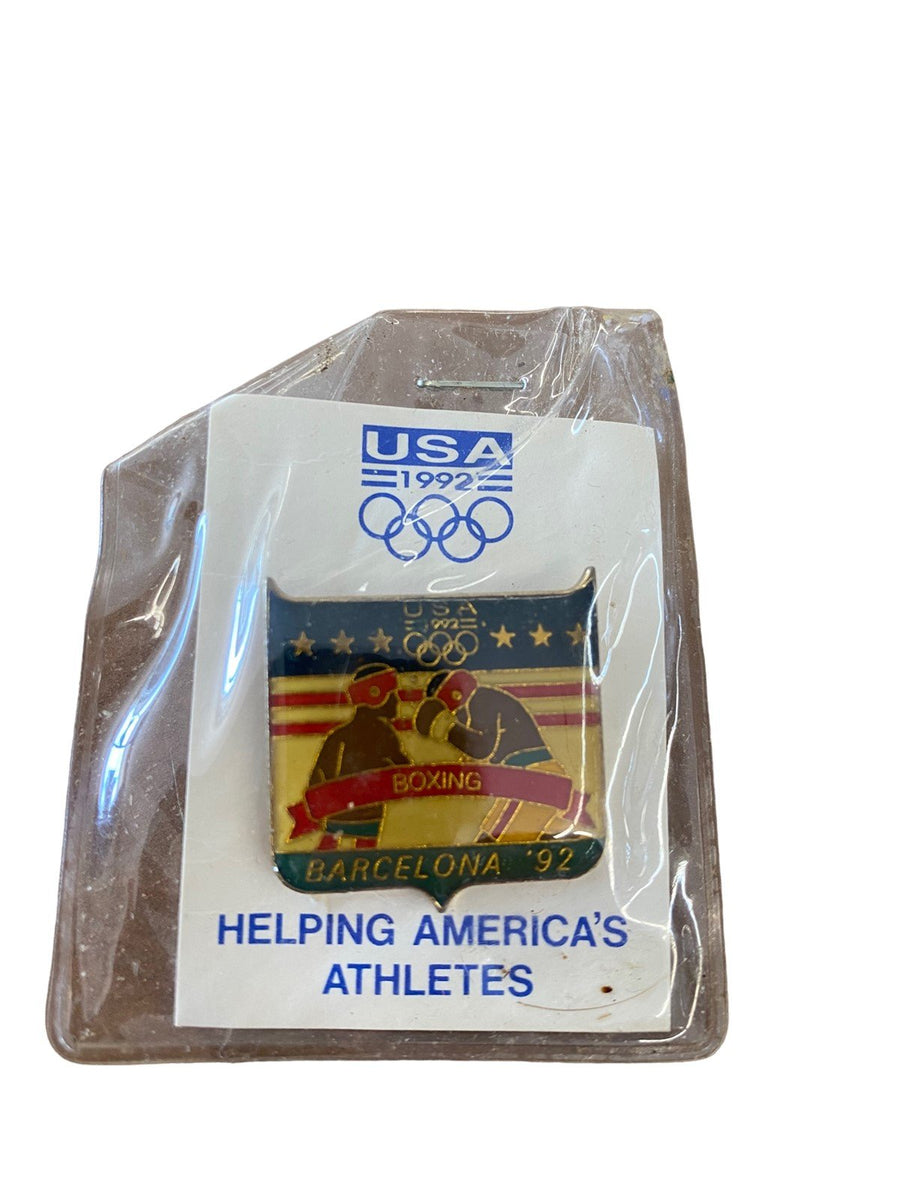 USA
1992
USA
1992
BOXING
BARCELONA '92
HELPING AMERICA'S
ATHLETES